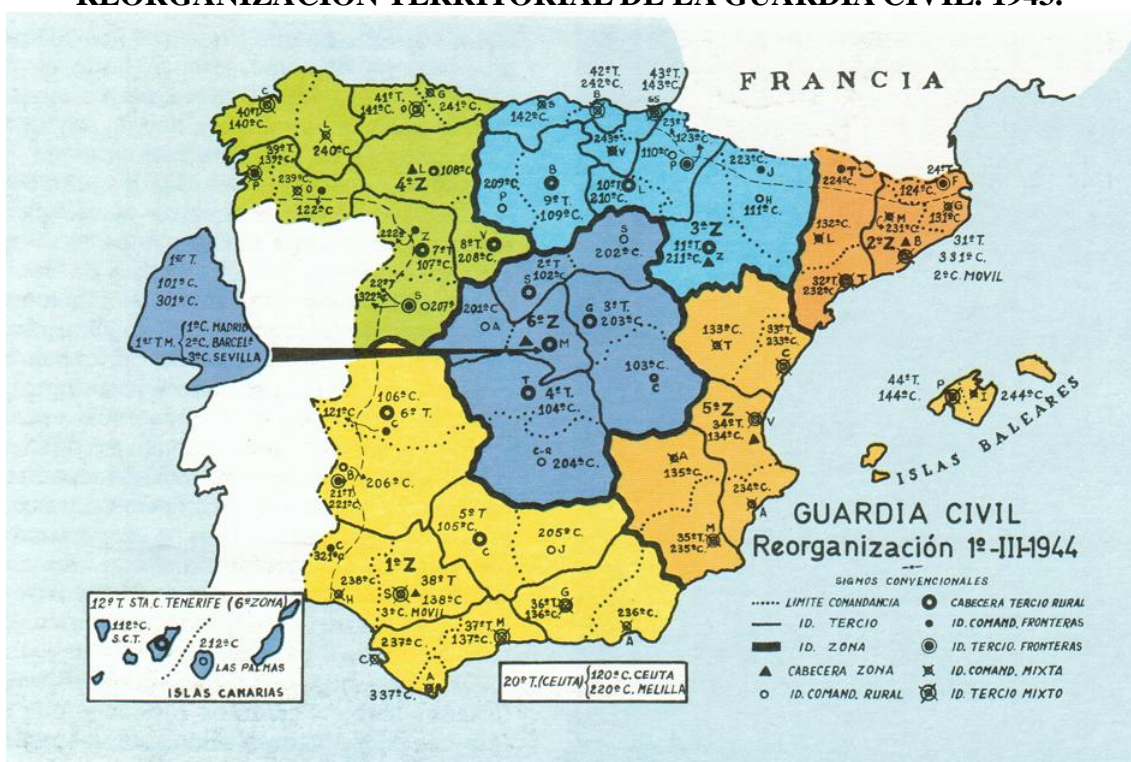 REORGANIZACIÓN TERRITORIAL DE LA GUARDIA CIVIL. 1943.
FRANCIA
42º T.
242º C.
43º T.
143º C.
C
40º T.
140º C.
L
240º C.
41º T.
141º C.
O
G
241º C.
S
142º C.
B
SS
23º T.
A
123º C.
243º
V
110º C.
P
223º C.
J
H
111º C.
T
224º C.
24º T.
124º C.
F
G
131º C.
M
231º C.
2º Z
B
31º T.
331º C.
2º C. MOVIL
132º C.
L
32º T.
232º C.
T
39º T.
139º C.
P
239º C.
O
122º C.
L
108º C
4º Z
209º C.
P
B
9º T.
109º C.
10º T.
210º C.
L
3º Z
11º T.
211º C.
Z
222º
Z
7º T
107º C.
V
8º T.
208º C.
22º T
322º C
S
207º
S
202º C.
2º T.
102º C.
S
201º C
A
6º Z
M
G
3º T.
203º C.
103º C.
C
T
4º T.
104º C.
C-R
204º C.
1er T.
101º C.
301º C.
1er T. M.
1º C. MADRID
2º C. BARCELª
3º C. SEVILLA
133º C.
T
33º T.
233º C.
C
5º Z
34º T.
134º C.
V
A
135º C.
234º C.
A
M
35º T.
235º C.
44º T.
144º C.
P
I
244º C.
ISLAS BALEARES
106º C.
6º T.
121º C
C
B
206º C.
21º T.
221º C.
5º T
105º C.
C
205º C.
J
C.
321º C
1º Z
238º C.
H
S
38º T
138º C
3º C. MOVIL
G
36º T.
136º C.
236º C.
A
37º T.
137º C.
M
237º C.
C
A
337º C.
GUARDIA CIVIL
Reorganización 1º-III-1944
SIGNOS CONVENCIONALES
LIMITE COMANDANCIA
CABECERA TERCIO RURAL
ID. TERCIO
ID. COMAND. FRONTERAS
ID. ZONA
ID. TERCIO. FRONTERAS
CABECERA ZONA
ID. COMAND. MIXTA
ID. COMAND. RURAL
ID. TERCIO MIXTO
12º T. STA. C. TENERIFE (6ª ZONA)
112º C.
S.C.T.
212º C
LAS PALMAS
ISLAS CANARIAS
20º T. (CEUTA)
120º C. CEUTA
220º C. MELILLA